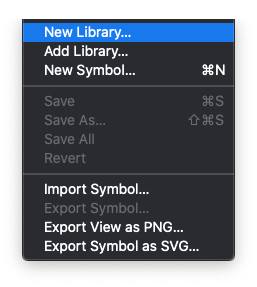 New Library...
Add Library...
New Symbol... ⌘N
Save ⌘S
Save As... ⇧⌘S
Save All
Revert
Import Symbol...
Export Symbol...
Export View as PNG...
Export Symbol as SVG...